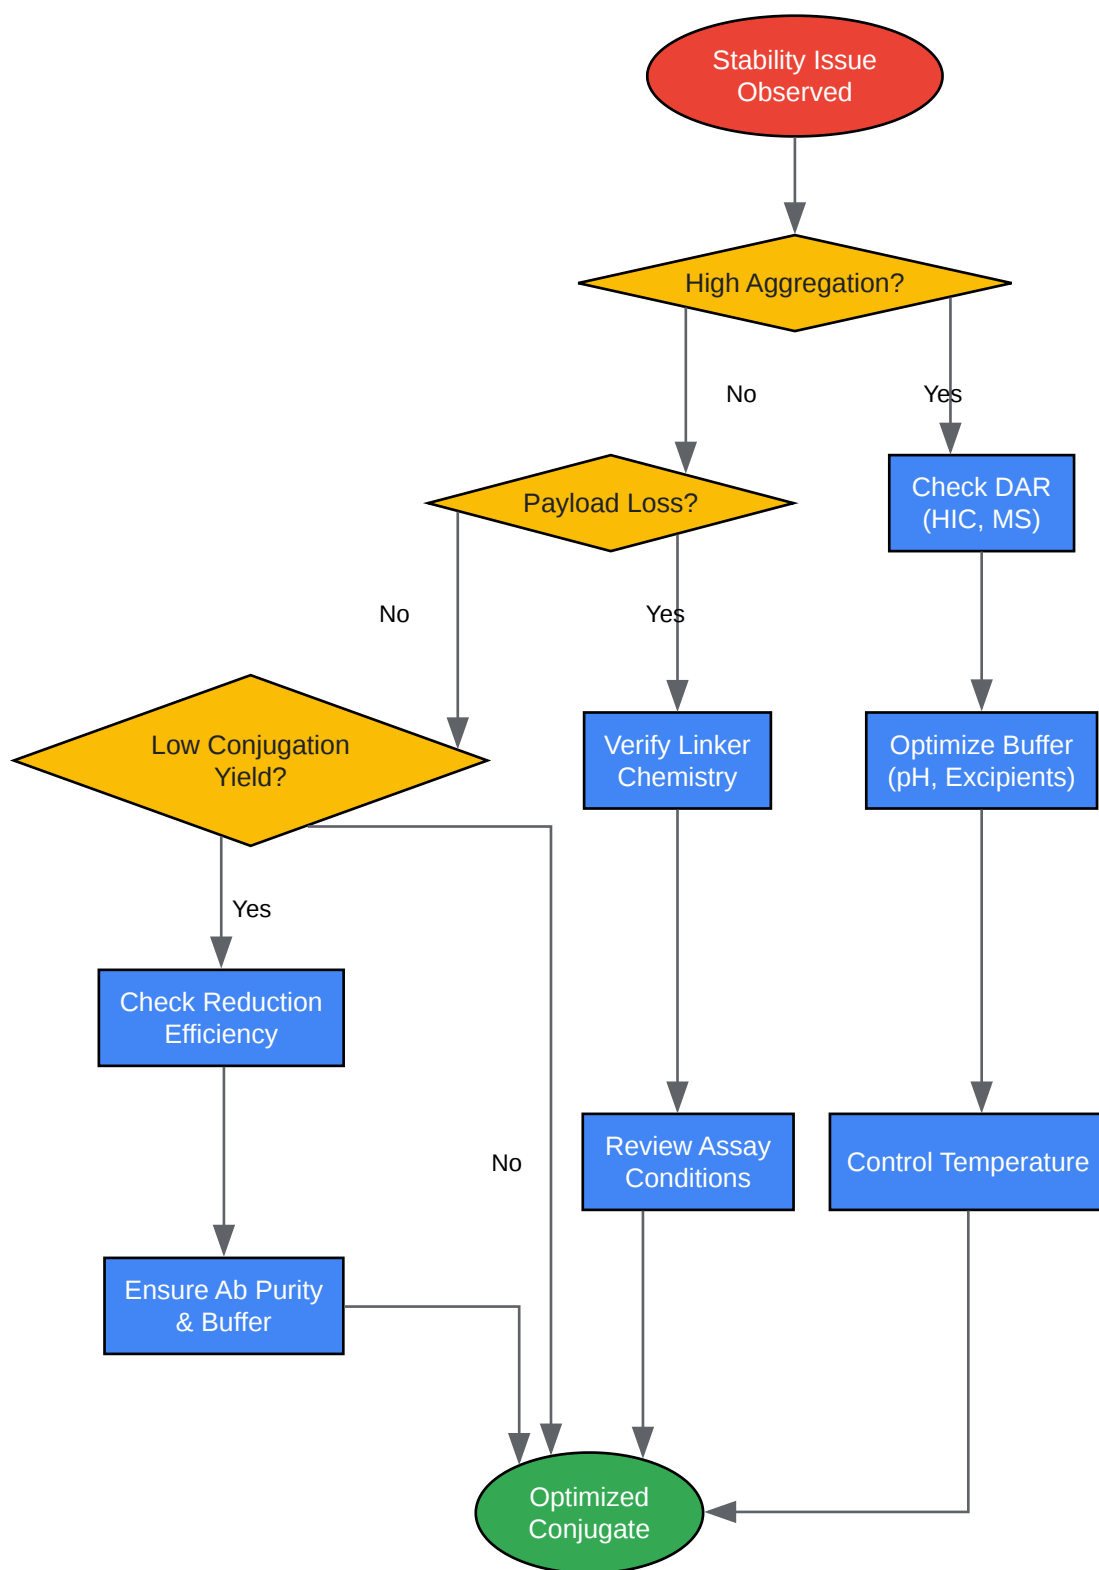 Stability Issue
Observed
High Aggregation?
No
Yes
Payload Loss?
Check DAR
(HIC, MS)
No
Yes
Low Conjugation
Yield?
Verify Linker
Chemistry
Optimize Buffer
(pH, Excipients)
Yes
Check Reduction
Efficiency
No
Review Assay
Conditions
Control Temperature
Ensure Ab Purity
& Buffer
Optimized
Conjugate